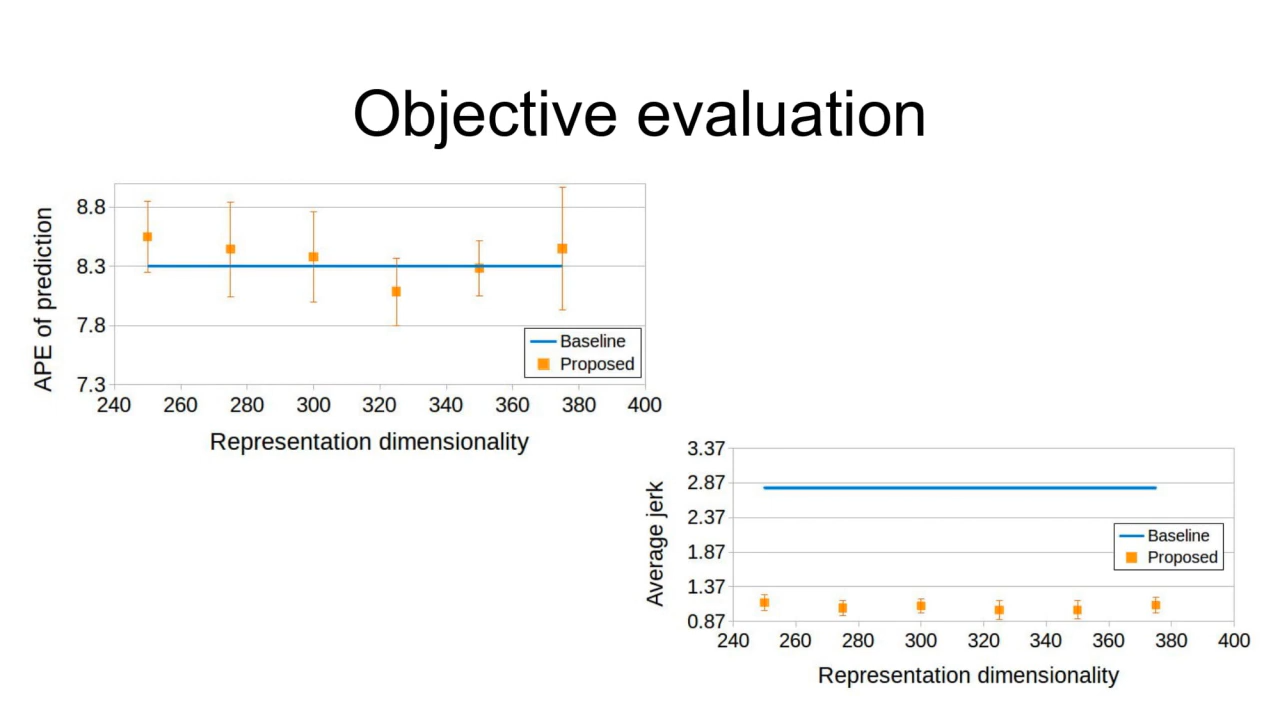 Objective evaluation
APE of prediction
8.8
8.3
7.8
7.3
240 260 280 300 320 340 360 380 400
Representation dimensionality
Baseline
Proposed
Average jerk
3.37
2.87
2.37
1.87
1.37
0.87
240 260 280 300 320 340 360 380 400
Representation dimensionality
Baseline
Proposed